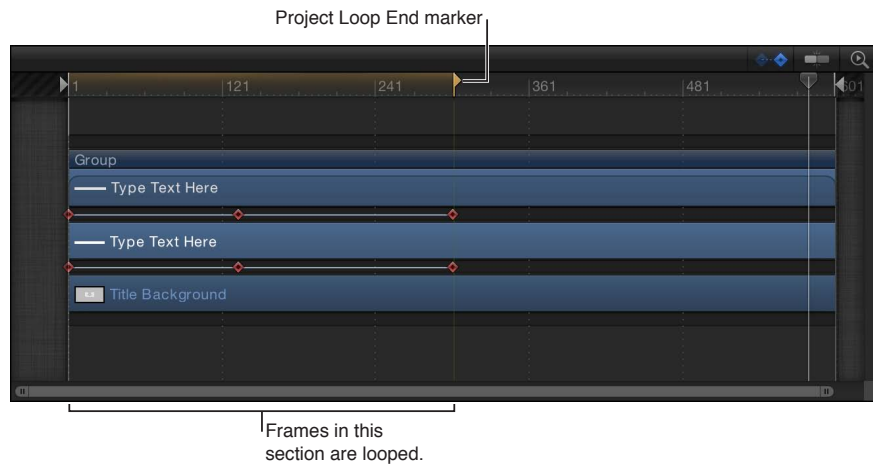 Project Loop End marker
1 121 241 361 481 601
Group
Type Text Here
Type Text Here
Title Background
Frames in this
section are looped.